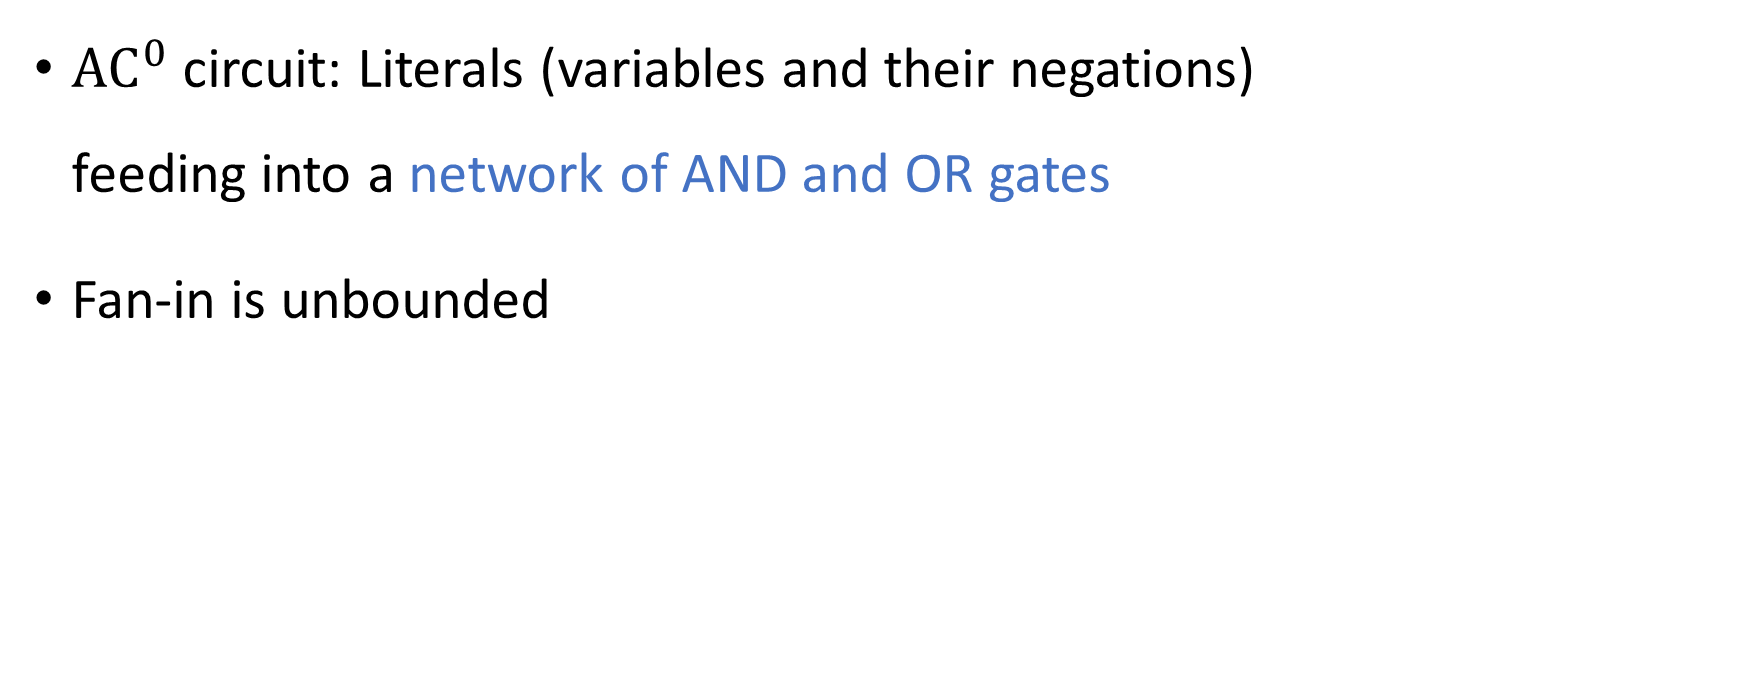 • AC⁰ circuit: Literals (variables and their negations)
feeding into a network of AND and OR gates
• Fan-in is unbounded